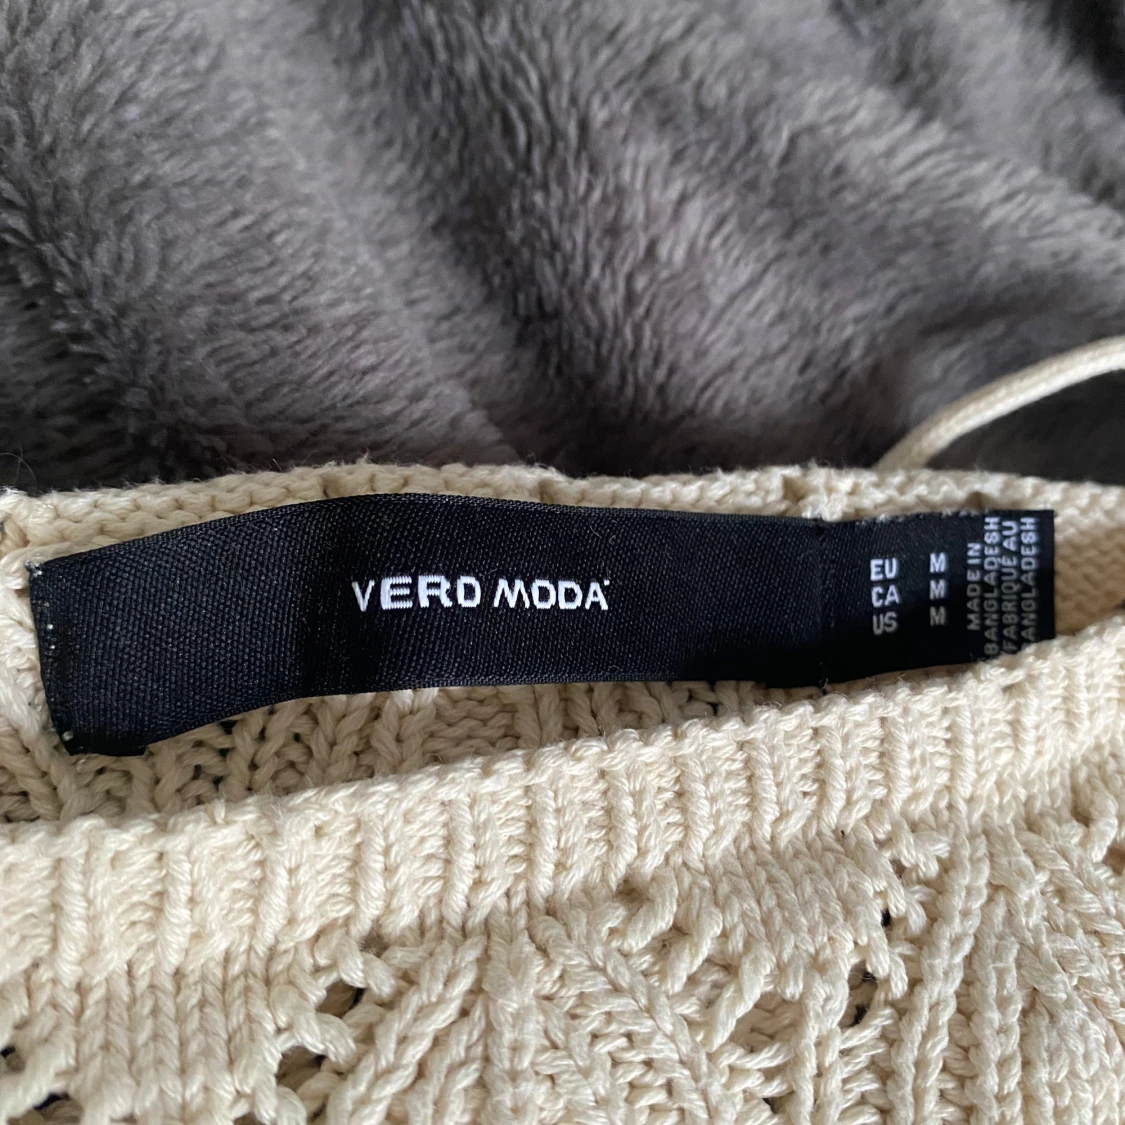 VERO MODA
EU M
CA M
US M
MADE IN
BANGLADESH
FABRIQUÉ AU
BANGLADESH